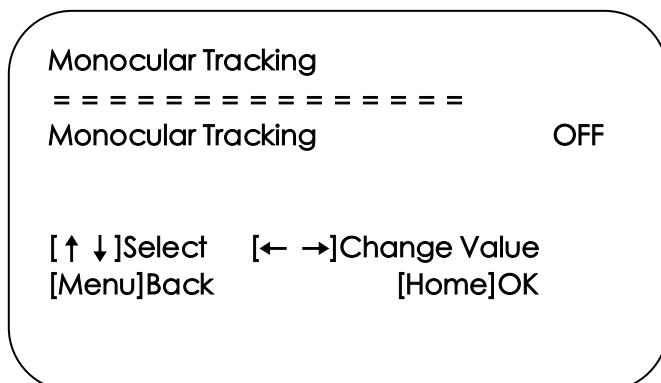 Monocular Tracking
= = = = = = = = = = = = = = =
Monocular Tracking OFF
[↑ ↓]Select [← →]Change Value
[Menu]Back [Home]OK